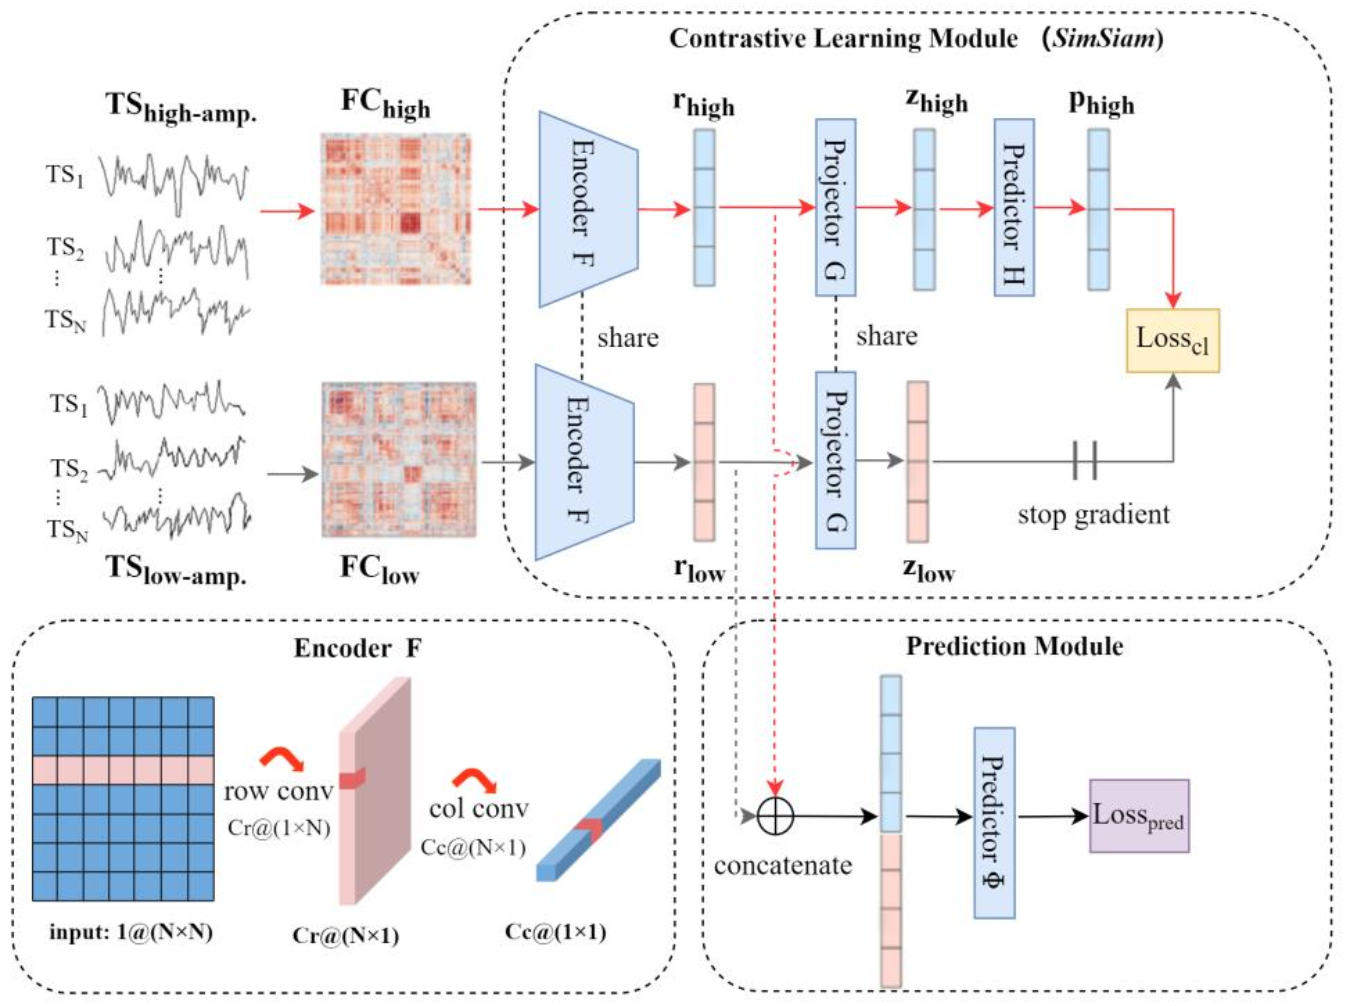 Contrastive Learning Module (SimSiam)
TShigh-amp.
FChigh
rhigh
zhigh
phigh
TS1
TS2
TSN
Encoder F
Projector G
Predictor H
share
share
Losscl
TS1
TS2
TSN
Encoder F
Projector G
stop gradient
TSlow-amp.
FClow
rlow
zlow
Encoder F
row conv
Cr@(1×N)
col conv
Cc@(N×1)
input: 1@(N×N)
Cr@(N×1)
Cc@(1×1)
Prediction Module
concatenate
Predictor Φ
Losspred